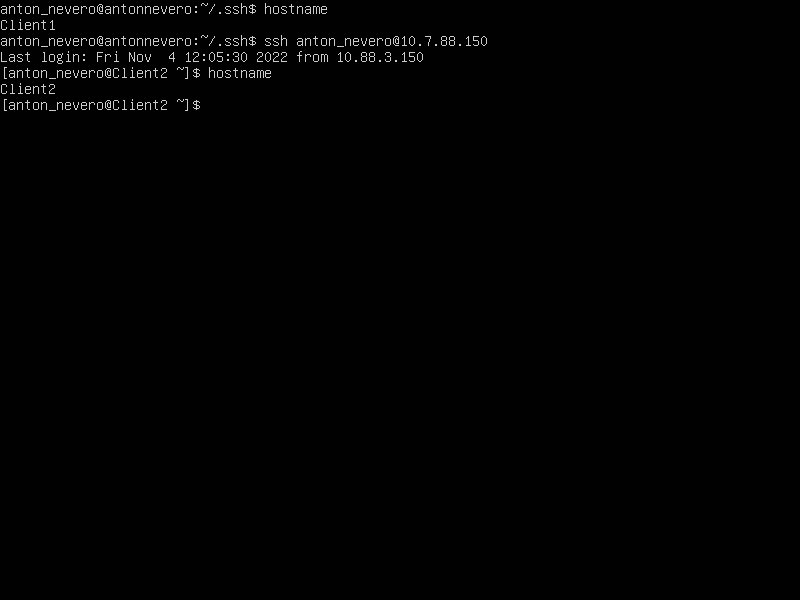 anton_nevero@antonnevero:~/.ssh$ hostname
Client1
anton_nevero@antonnevero:~/.ssh$ ssh anton_nevero@10.7.88.150
Last login: Fri Nov  4 12:05:30 2022 from 10.88.3.150
[anton_nevero@Client2 ~]$ hostname
Client2
[anton_nevero@Client2 ~]$